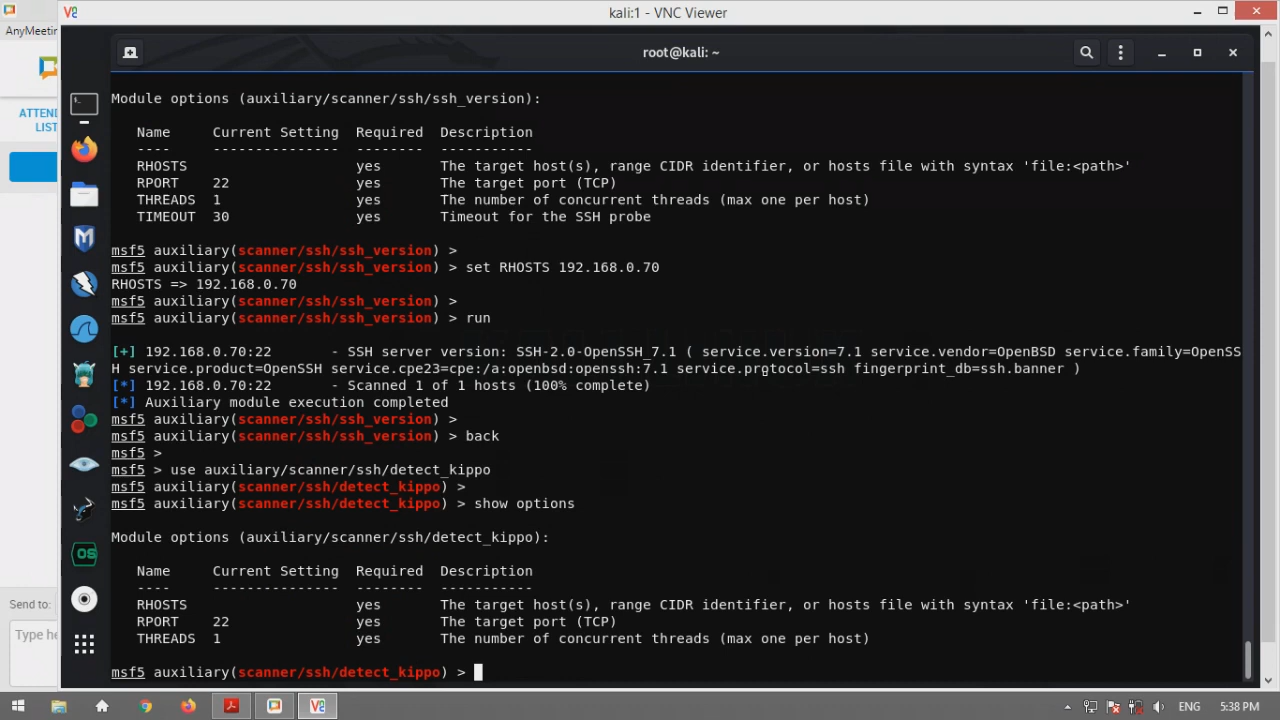 kali:1 - VNC Viewer
AnyMeeti
root@kali: ~
ATTEND
LIST
Module options (auxiliary/scanner/ssh/ssh_version):
Name Current Setting Required Description
---- --------------- -------- -----------
RHOSTS yes The target host(s), range CIDR identifier, or hosts file with syntax 'file:<path>'
RPORT 22 yes The target port (TCP)
THREADS 1 yes The number of concurrent threads (max one per host)
TIMEOUT 30 yes Timeout for the SSH probe
msf5 auxiliary(scanner/ssh/ssh_version) >
msf5 auxiliary(scanner/ssh/ssh_version) > set RHOSTS 192.168.0.70
RHOSTS => 192.168.0.70
msf5 auxiliary(scanner/ssh/ssh_version) >
msf5 auxiliary(scanner/ssh/ssh_version) > run
[+] 192.168.0.70:22 - SSH server version: SSH-2.0-OpenSSH_7.1 ( service.version=7.1 service.vendor=OpenBSD service.family=OpenSS
H service.product=OpenSSH service.cpe23=cpe:/a:openbsd:openssh:7.1 service.protocol=ssh fingerprint_db=ssh.banner )
[*] 192.168.0.70:22 - Scanned 1 of 1 hosts (100% complete)
[*] Auxiliary module execution completed
msf5 auxiliary(scanner/ssh/ssh_version) >
msf5 auxiliary(scanner/ssh/ssh_version) > back
msf5 >
msf5 > use auxiliary/scanner/ssh/detect_kippo
msf5 auxiliary(scanner/ssh/detect_kippo) >
msf5 auxiliary(scanner/ssh/detect_kippo) > show options
Module options (auxiliary/scanner/ssh/detect_kippo):
Name Current Setting Required Description
---- --------------- -------- -----------
RHOSTS yes The target host(s), range CIDR identifier, or hosts file with syntax 'file:<path>'
RPORT 22 yes The target port (TCP)
THREADS 1 yes The number of concurrent threads (max one per host)
msf5 auxiliary(scanner/ssh/detect_kippo) >
Send to:
Type he
OS
ENG 5:38 PM